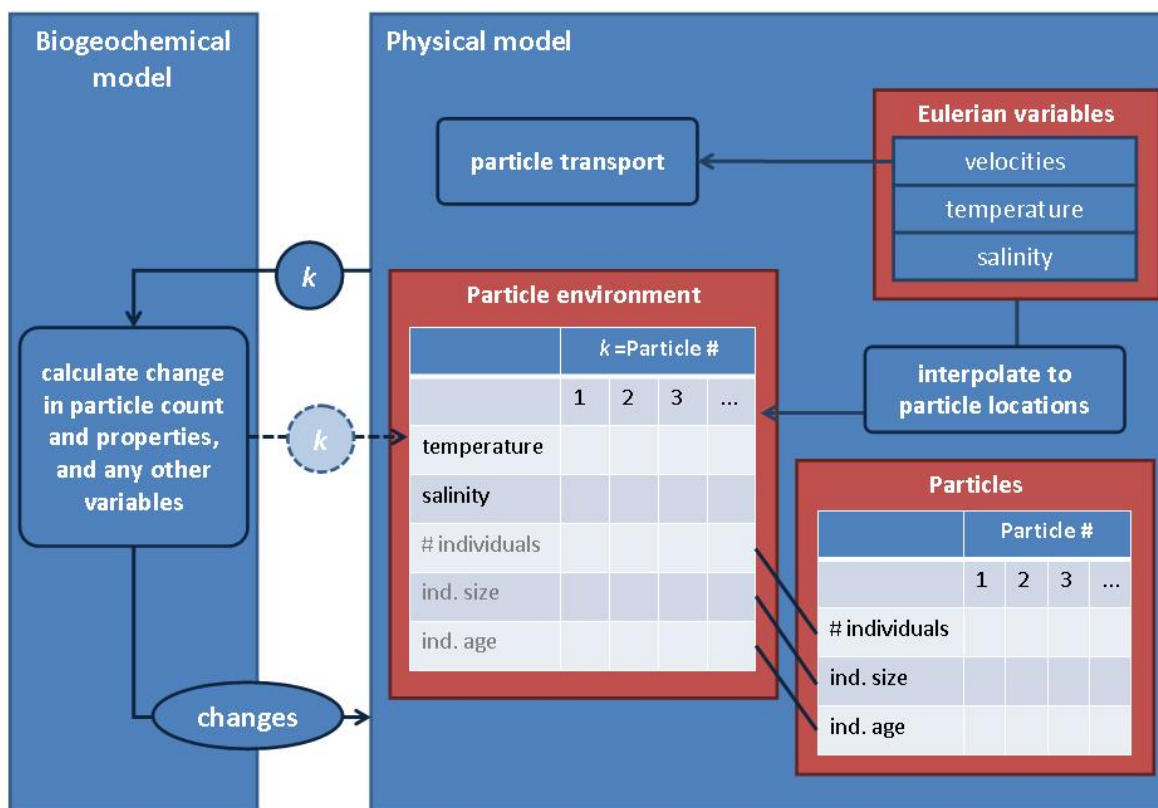 Biogeochemical
model
Physical model
Eulerian variables
velocities
temperature
salinity
particle transport
k
Particle environment
k =Particle #
1 2 3 ...
temperature
salinity
# individuals
ind. size
ind. age
interpolate to
particle locations
calculate change
in particle count
and properties,
and any other
variables
k
Particles
Particle #
1 2 3 ...
# individuals
ind. size
ind. age
changes